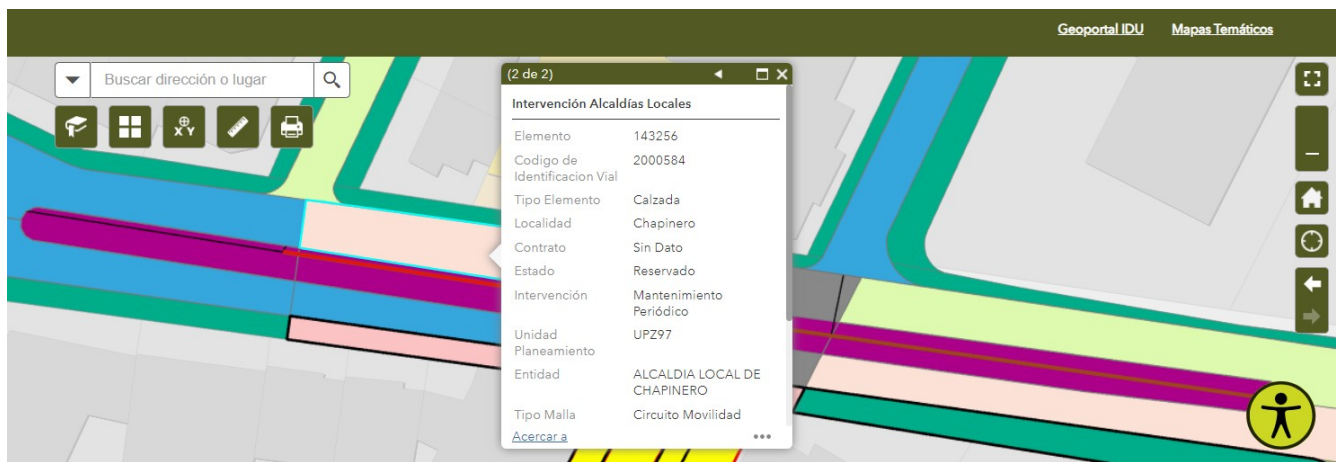 Geoportal IDU Mapas Temáticos
Buscar dirección o lugar
X Y
(2 de 2)
Intervención Alcaldías Locales
Elemento 143256
Codigo de 2000584
Identificacion Vial
Tipo Elemento Calzada
Localidad Chapinero
Contrato Sin Dato
Estado Reservado
Intervención Mantenimiento
Periódico
Unidad UPZ97
Planeamiento
Entidad ALCALDIA LOCAL DE
CHAPINERO
Tipo Malla Circuito Movilidad
Acercar a